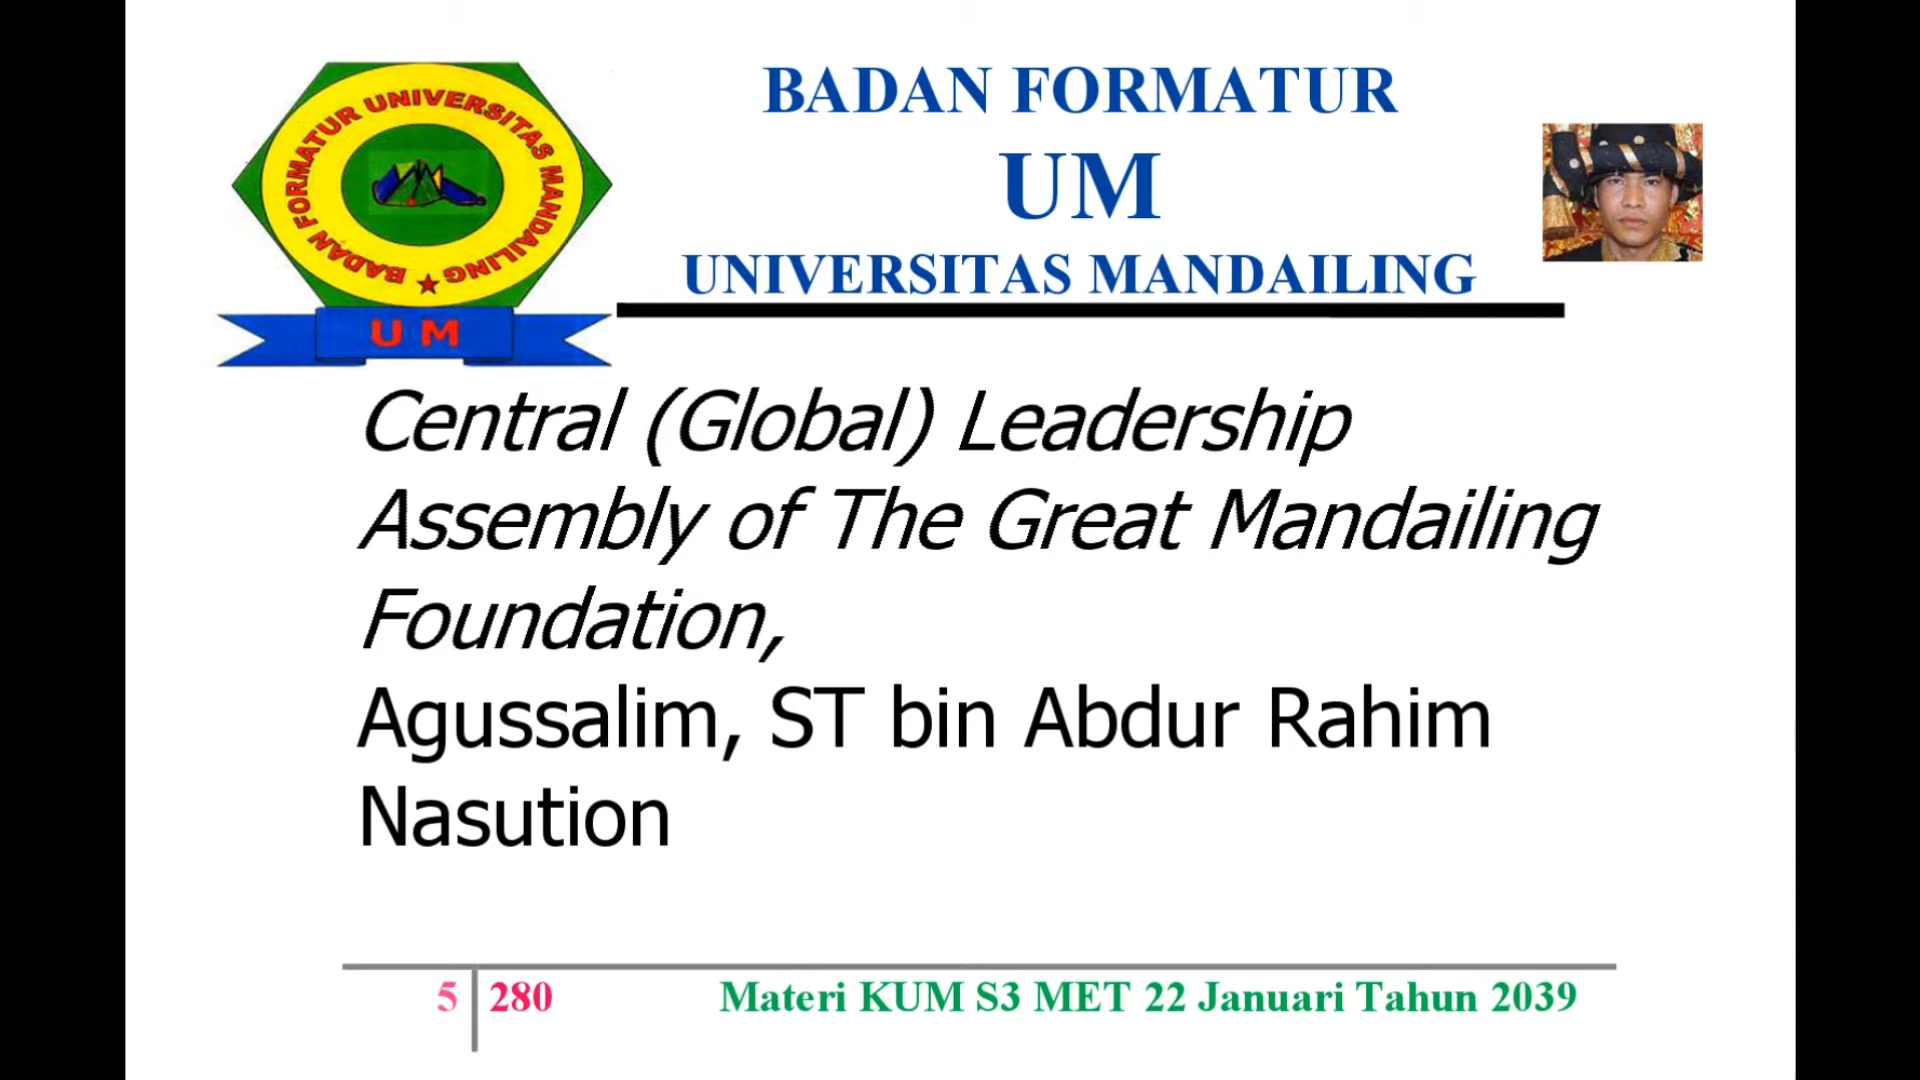 BADAN FORMATUR UNIVERSITAS MANDAILING
UM
BADAN FORMATUR
UM
UNIVERSITAS MANDAILING
Central (Global) Leadership
Assembly of The Great Mandailing
Foundation,
Agussalim, ST bin Abdur Rahim
Nasution
5 280 Materi KUM S3 MET 22 Januari Tahun 2039